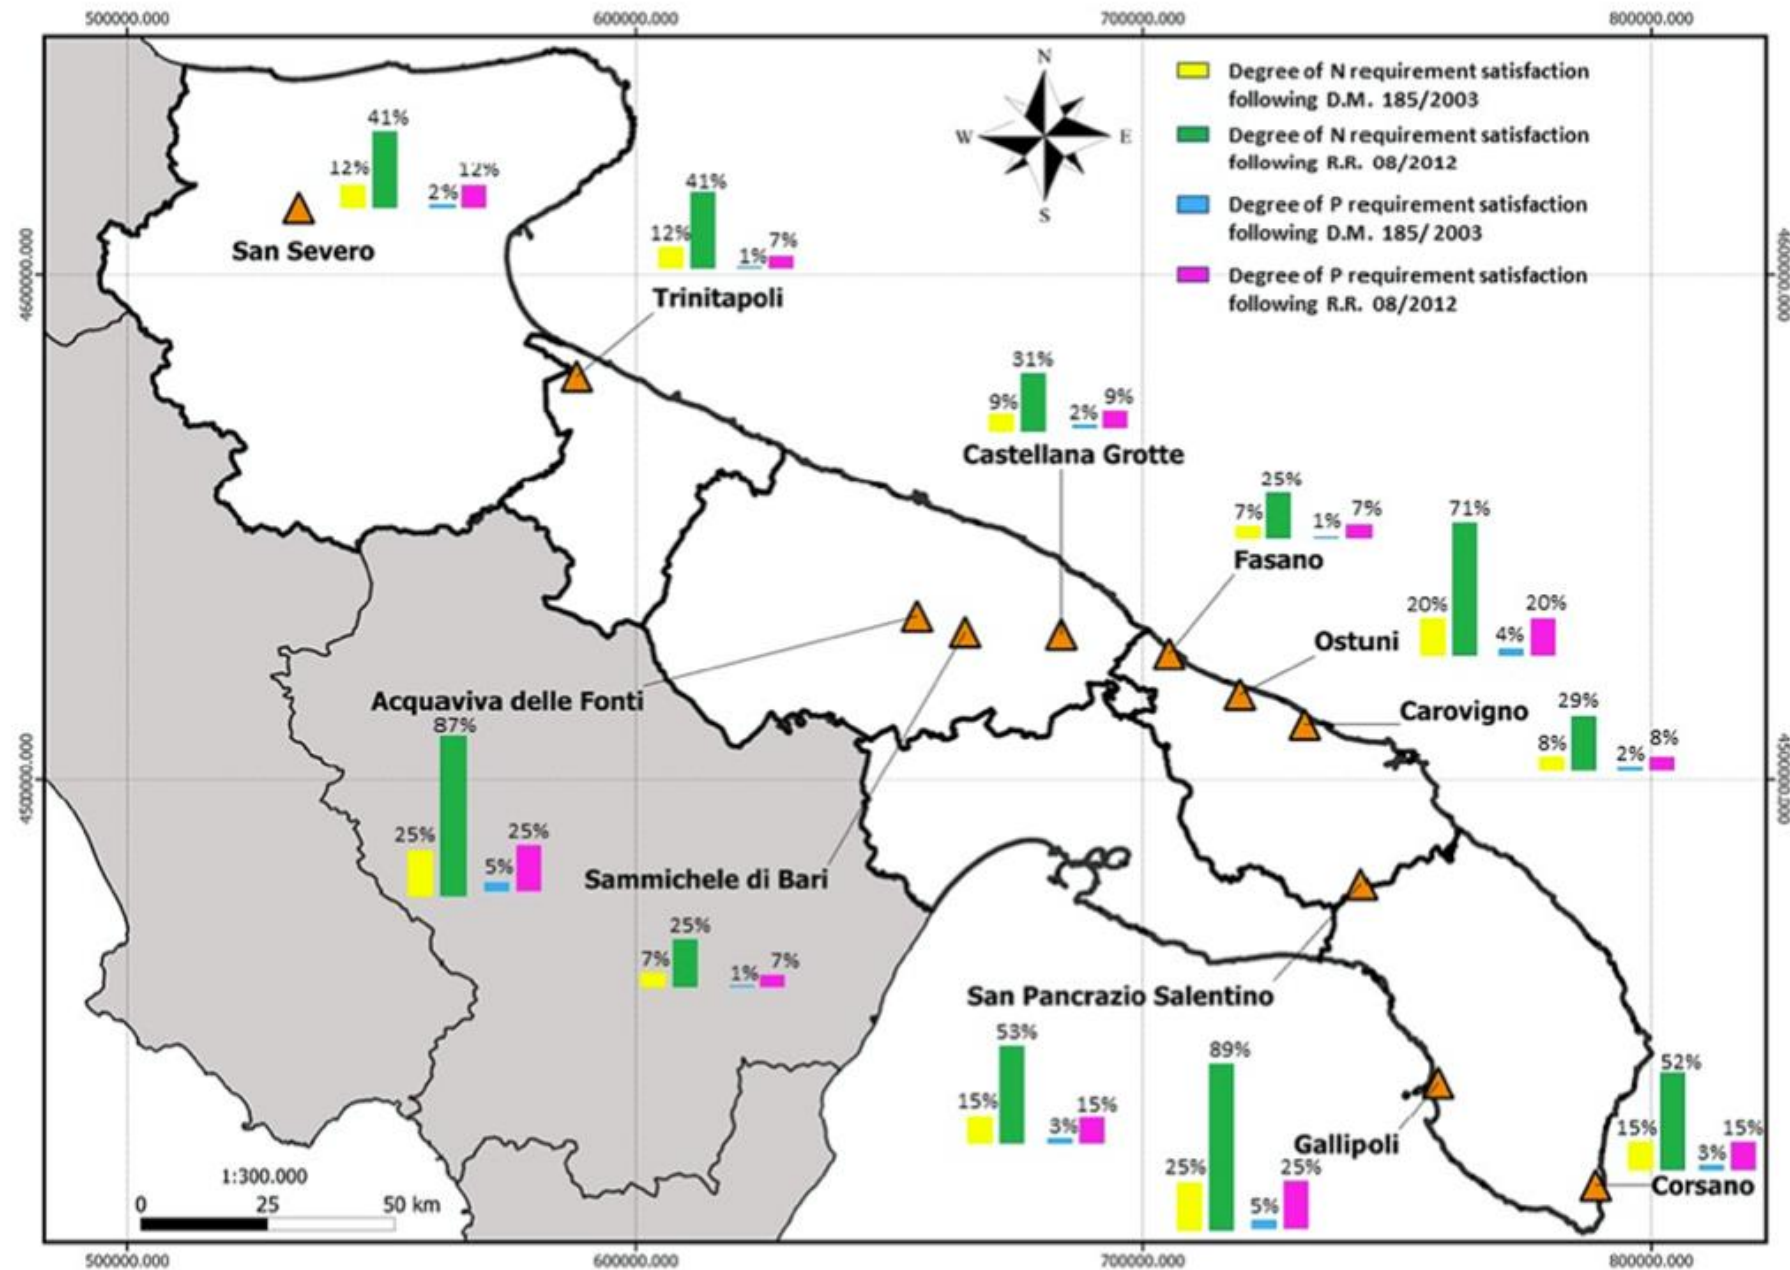 500000.000 600000.000 700000.000 800000.000
N
W E
S
Degree of N requirement satisfaction
following D.M. 185/2003
Degree of N requirement satisfaction
following R.R. 08/2012
Degree of P requirement satisfaction
following D.M. 185/ 2003
Degree of P requirement satisfaction
following R.R. 08/2012
41%
12% 2% 12%
San Severo
41%
12% 1% 7%
Trinitapoli
4600000.000 4600000.000
31%
9% 2% 9%
Castellana Grotte
25%
7% 1% 7%
Fasano
71%
20% 4% 20%
Ostuni
Carovigno
29%
8% 2% 8%
Acquaviva delle Fonti
87%
25% 5% 25%
4500000.000 4500000.000
Sammichele di Bari
25%
7% 1% 7%
San Pancrazio Salentino
53%
15% 3% 15%
89%
25% 5% 25%
Gallipoli
52%
15% 3% 15%
Corsano
1:300.000
0 25 50 km
500000.000 600000.000 700000.000 800000.000